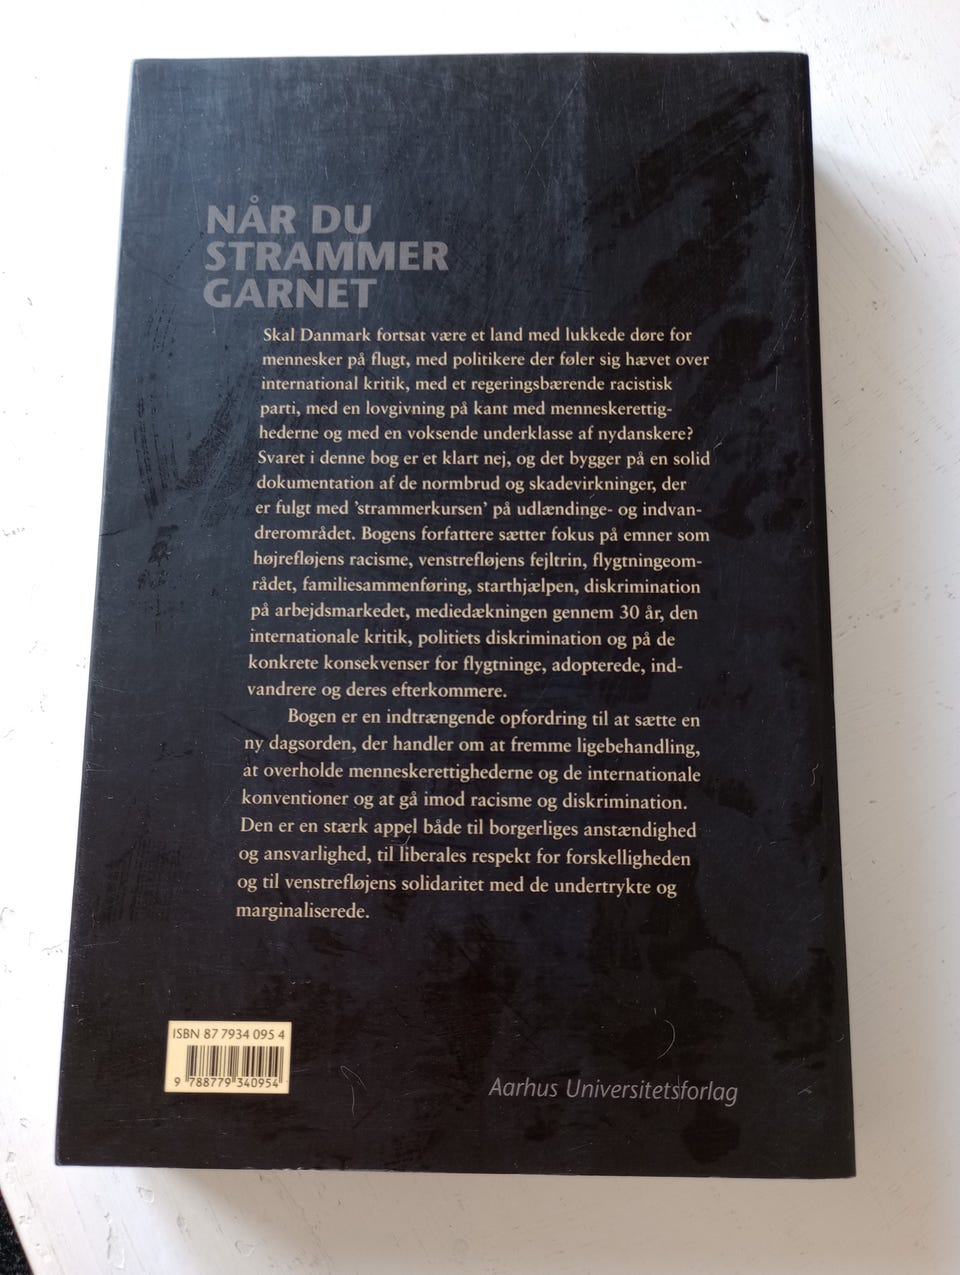 NÅR DU
STRAMMER
GARNET
Skal Danmark fortsat være et land med lukkede døre for
mennesker på flugt, med politikere der føler sig hævet over
international kritik, med et regeringsbærende racistisk
parti, med en lovgivning på kant med menneskerettig-
hederne og med en voksende underklasse af nydanskere?
Svaret i denne bog er et klart nej, og det bygger på en solid
dokumentation af de normbrud og skadevirkninger, der
er fulgt med 'strammerkursen' på udlændinge- og indvan-
drerområdet. Bogens forfattere sætter fokus på emner som
højrefløjens racisme, venstrefløjens fejltrin, flygtningeom-
rådet, familiesammenføring, starthjælpen, diskrimination
på arbejdsmarkedet, mediedækningen gennem 30 år, den
internationale kritik, politiets diskrimination og på de
konkrete konsekvenser for flygtninge, adopterede, ind-
vandrere og deres efterkommere.
Bogen er en indtrængende opfordring til at sætte en
ny dagsorden, der handler om at fremme ligebehandling,
at overholde menneskerettighederne og de internationale
konventioner og at gå imod racisme og diskrimination.
Den er en stærk appel både til borgerliges anstændighed
og ansvarlighed, til liberales respekt for forskelligheden
og til venstrefløjens solidaritet med de undertrykte og
marginaliserede.
ISBN 87 7934 095 4
9 788779 340954
Aarhus Universitetsforlag